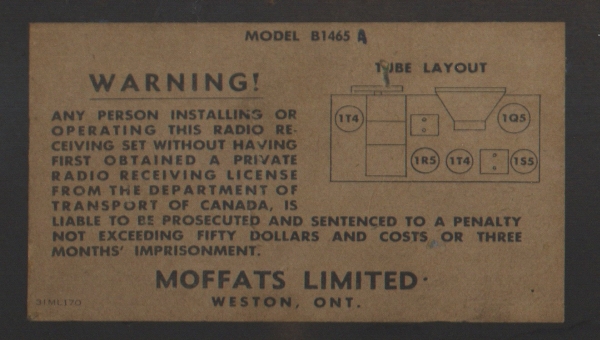 MODEL B1465 A
TUBE LAYOUT
WARNING!
1T4
1Q5
1R5 1T4 1S5
ANY PERSON INSTALLING OR
OPERATING THIS RADIO RE-
CEIVING SET WITHOUT HAVING
FIRST OBTAINED A PRIVATE
RADIO RECEIVING LICENSE
FROM THE DEPARTMENT OF
TRANSPORT OF CANADA, IS
LIABLE TO BE PROSECUTED AND SENTENCED TO A PENALTY
NOT EXCEEDING FIFTY DOLLARS AND COSTS OR THREE
MONTHS' IMPRISONMENT.
MOFFATS LIMITED
WESTON, ONT.